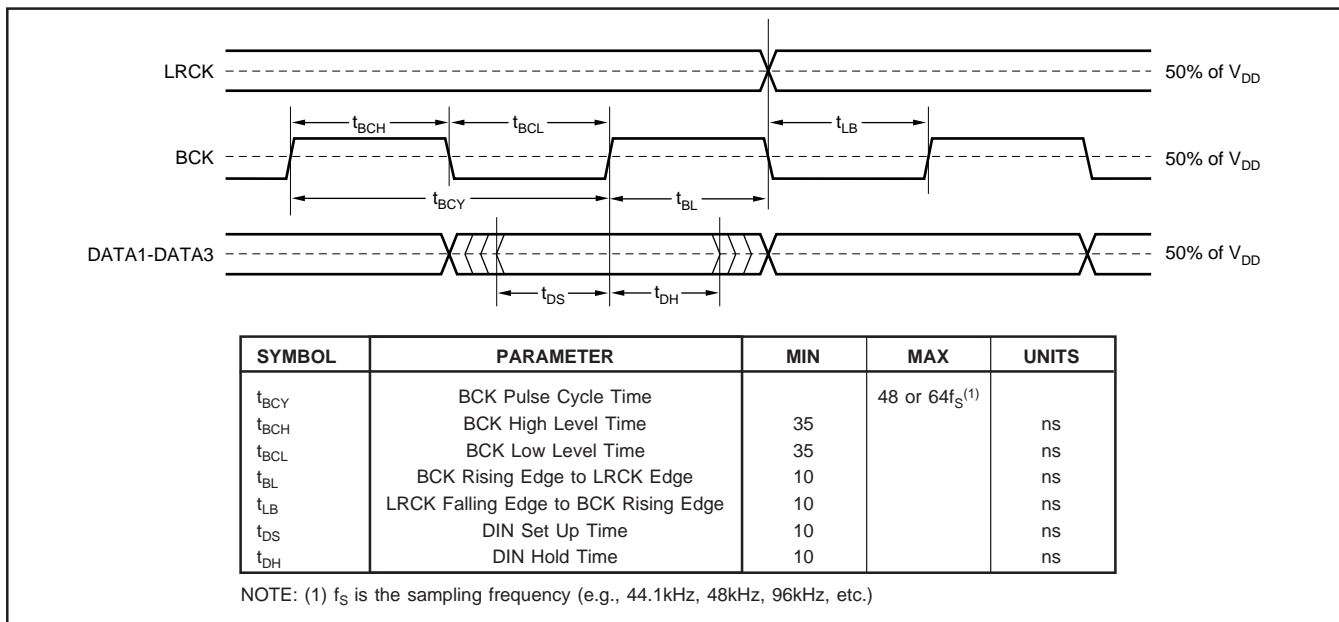 LRCK 50% of VDD
tBCH tBCL tLB
BCK 50% of VDD
tBCY tBL
DATA1-DATA3 50% of VDD
tDS tDH
SYMBOL PARAMETER MIN MAX UNITS
tBCY BCK Pulse Cycle Time 48 or 64fS(1)
tBCH BCK High Level Time 35 ns
tBCL BCK Low Level Time 35 ns
tBL BCK Rising Edge to LRCK Edge 10 ns
tLB LRCK Falling Edge to BCK Rising Edge 10 ns
tDS DIN Set Up Time 10 ns
tDH DIN Hold Time 10 ns
NOTE: (1) fS is the sampling frequency (e.g., 44.1kHz, 48kHz, 96kHz, etc.)